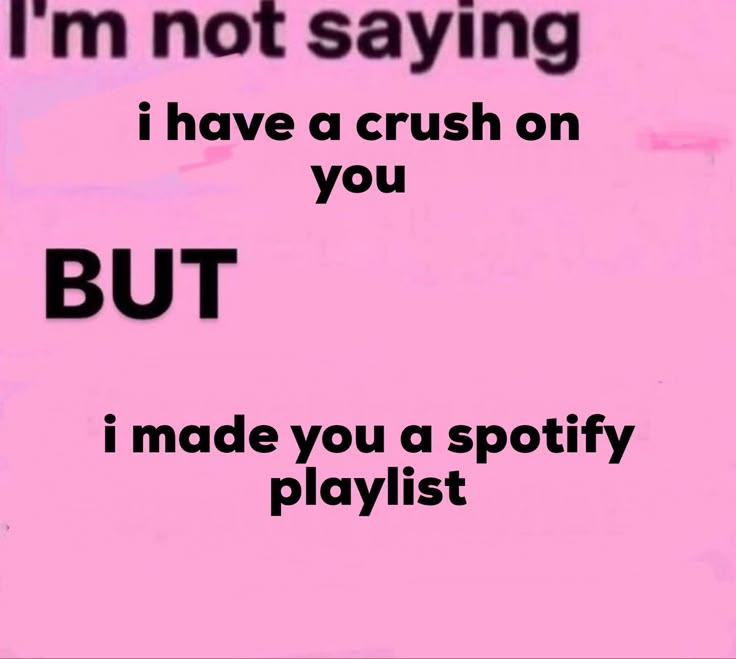 I'm not saying
i have a crush on
you
BUT
i made you a spotify
playlist